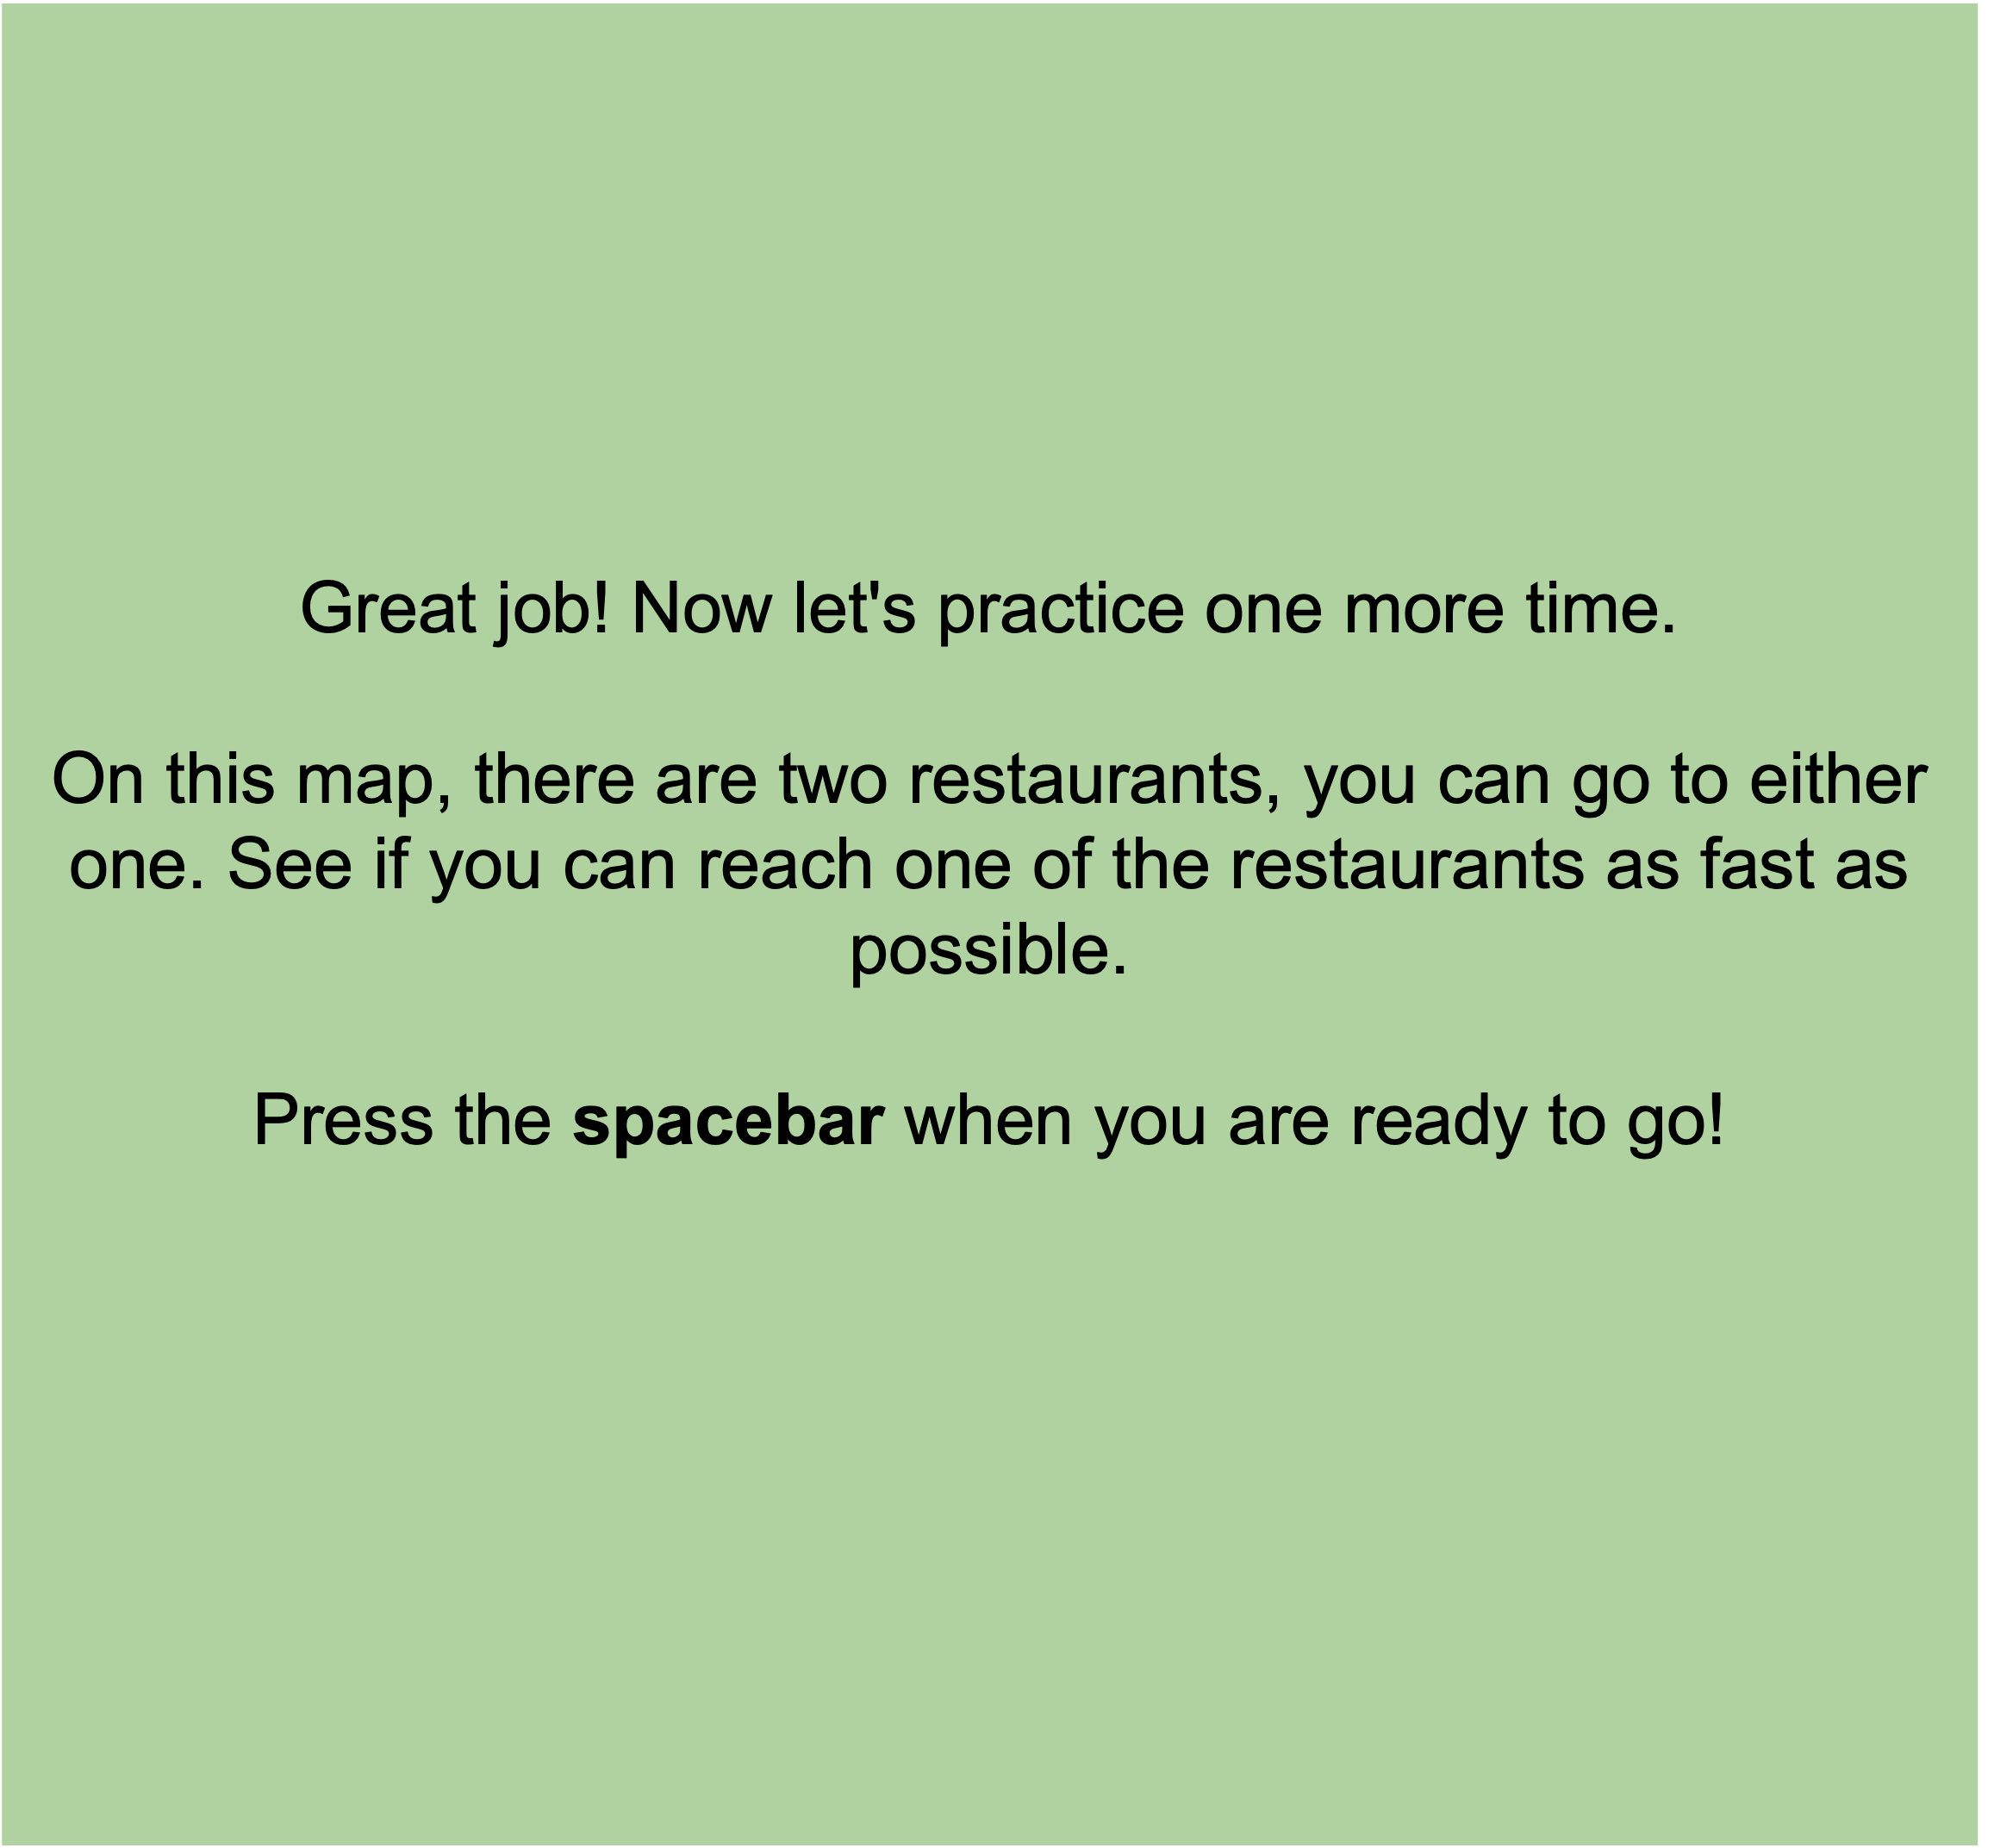 Great job! Now let's practice one more time.
On this map, there are two restaurants, you can go to either
one. See if you can reach one of the restaurants as fast as
possible.
Press the spacebar when you are ready to go!